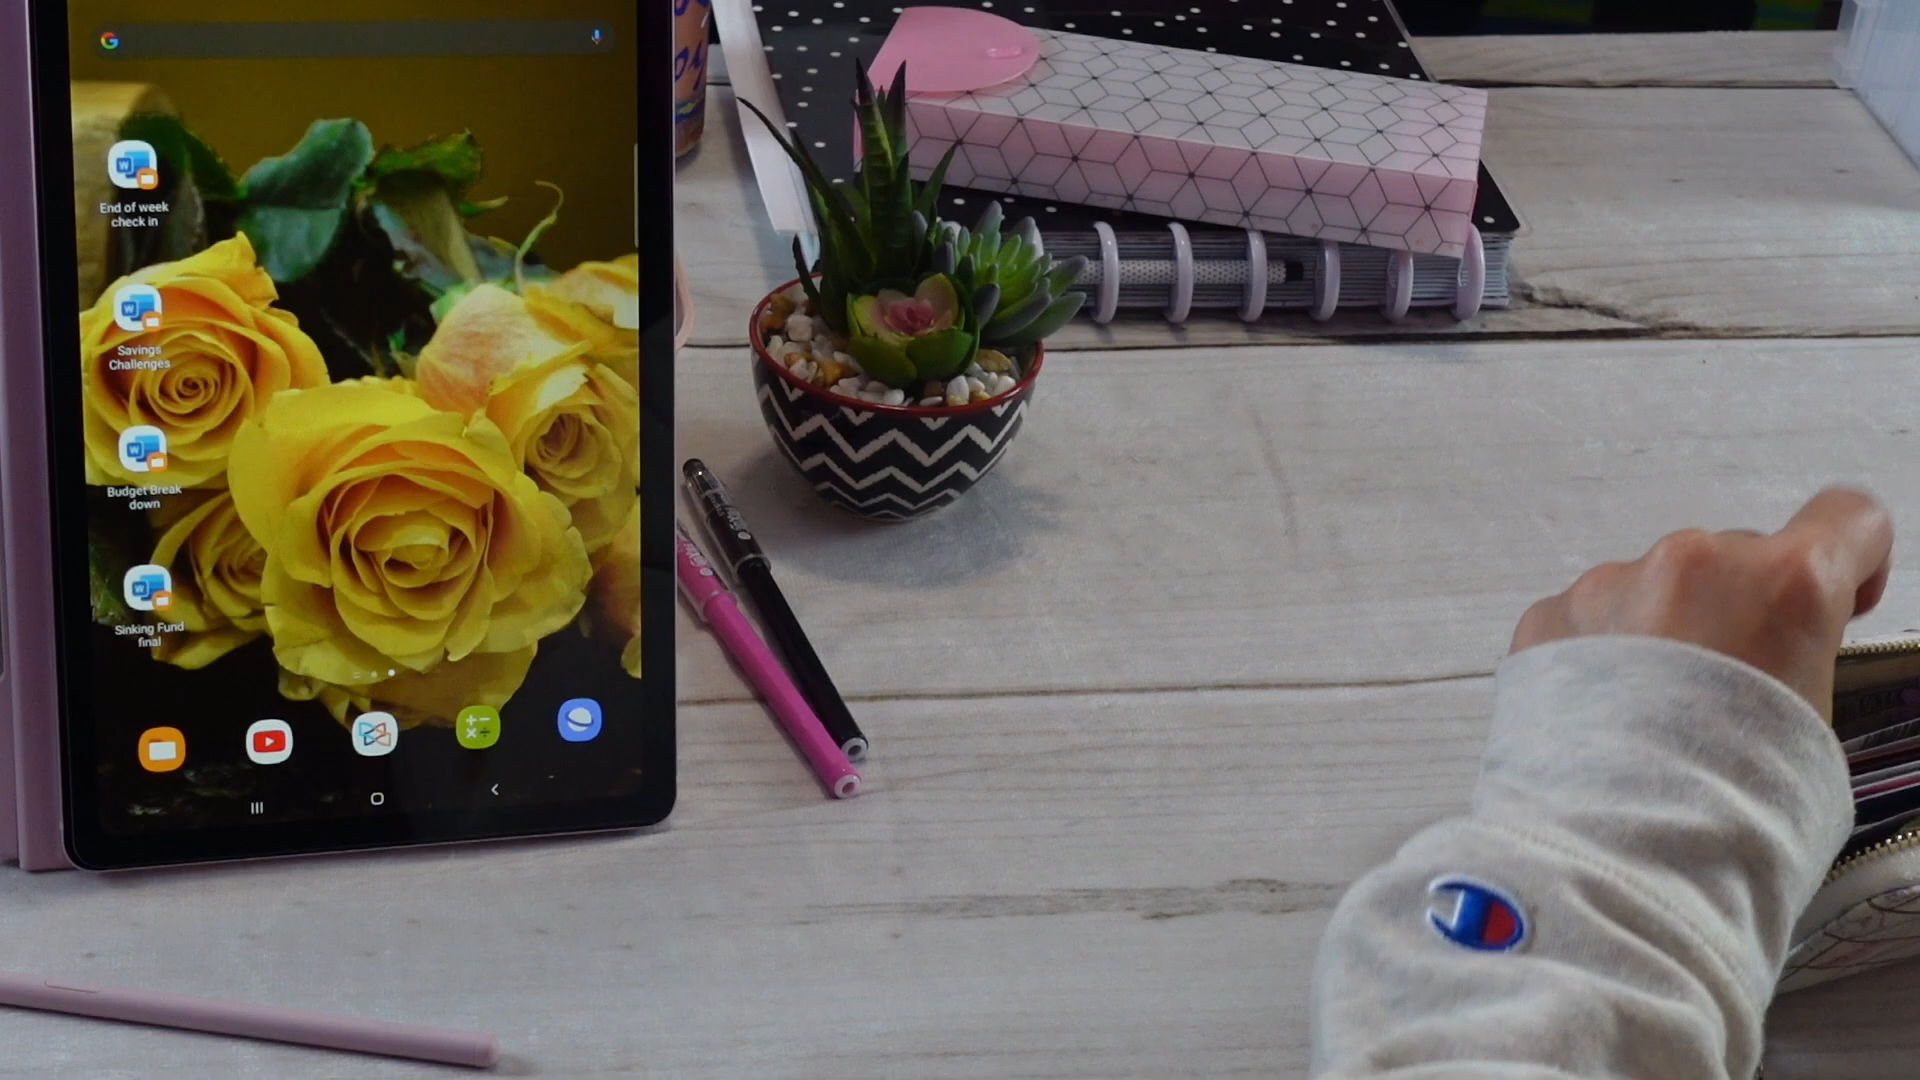 End of week
check in
Savings
Challenges
Budget Break
down
Sinking Fund
final